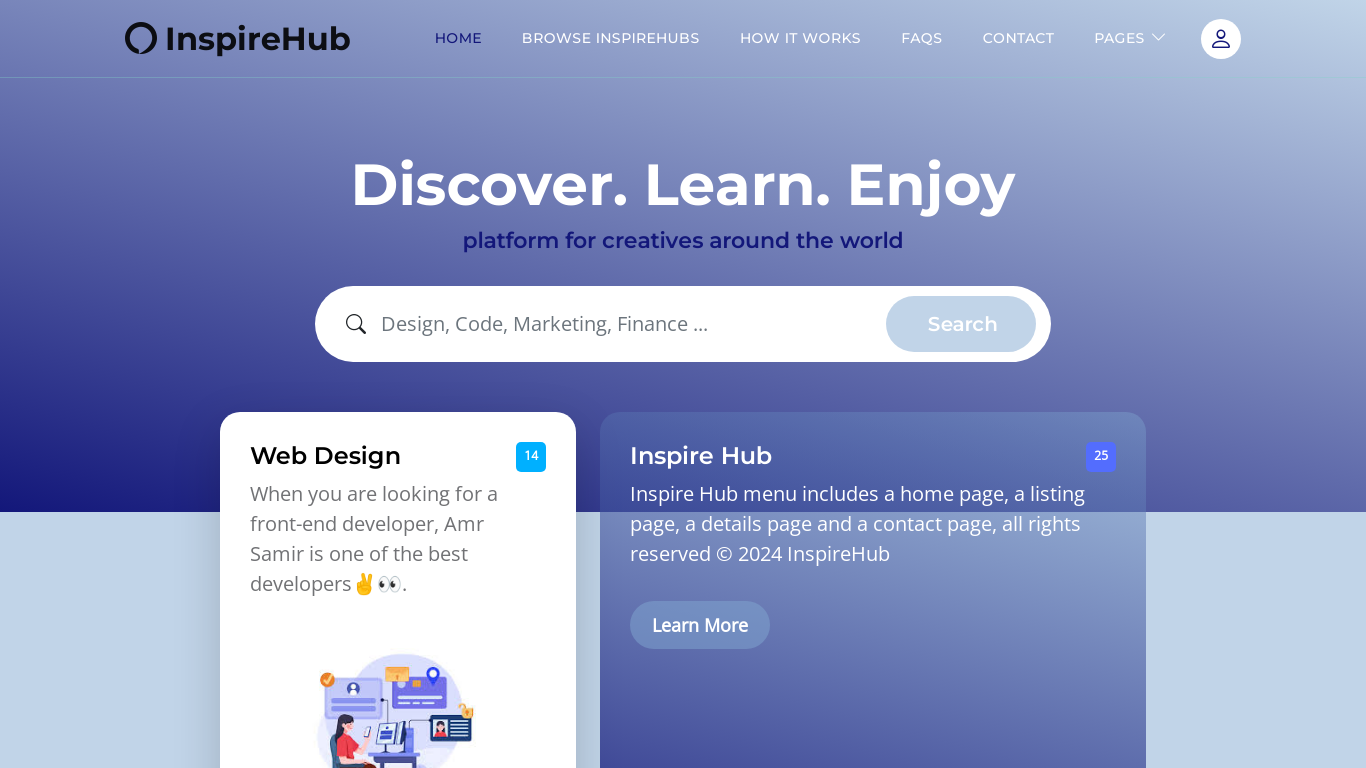 InspireHub
HOME
BROWSE INSPIREHUBS
HOW IT WORKS
FAQS
CONTACT
PAGES
Discover. Learn. Enjoy
platform for creatives around the world
Design, Code, Marketing, Finance ...
Search
Web Design
14
When you are looking for a
front-end developer, Amr
Samir is one of the best
developers✌👀.
Inspire Hub
25
Inspire Hub menu includes a home page, a listing
page, a details page and a contact page, all rights
reserved © 2024 InspireHub
Learn More